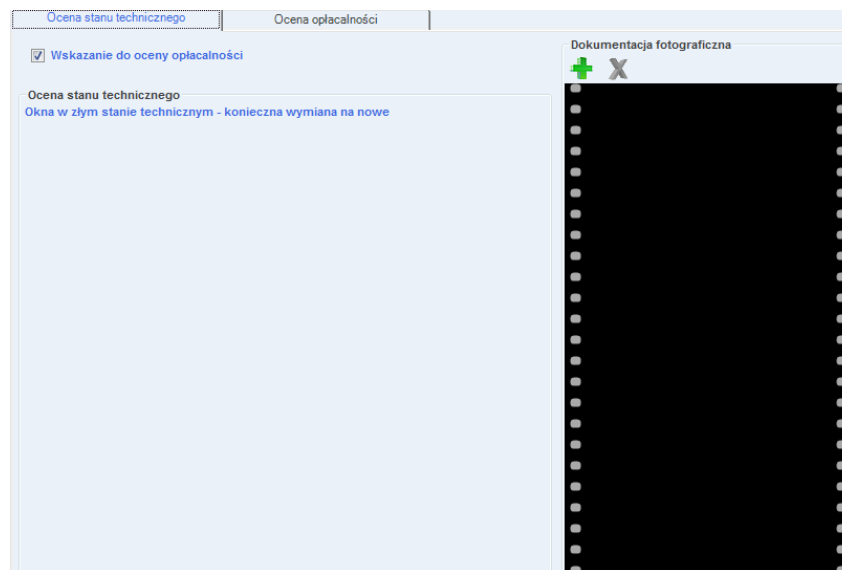 Ocena stanu technicznego
Ocena opłacalności
Wskazanie do oceny opłacalności
Dokumentacja fotograficzna
Ocena stanu technicznego
Okna w złym stanie technicznym - konieczna wymiana na nowe